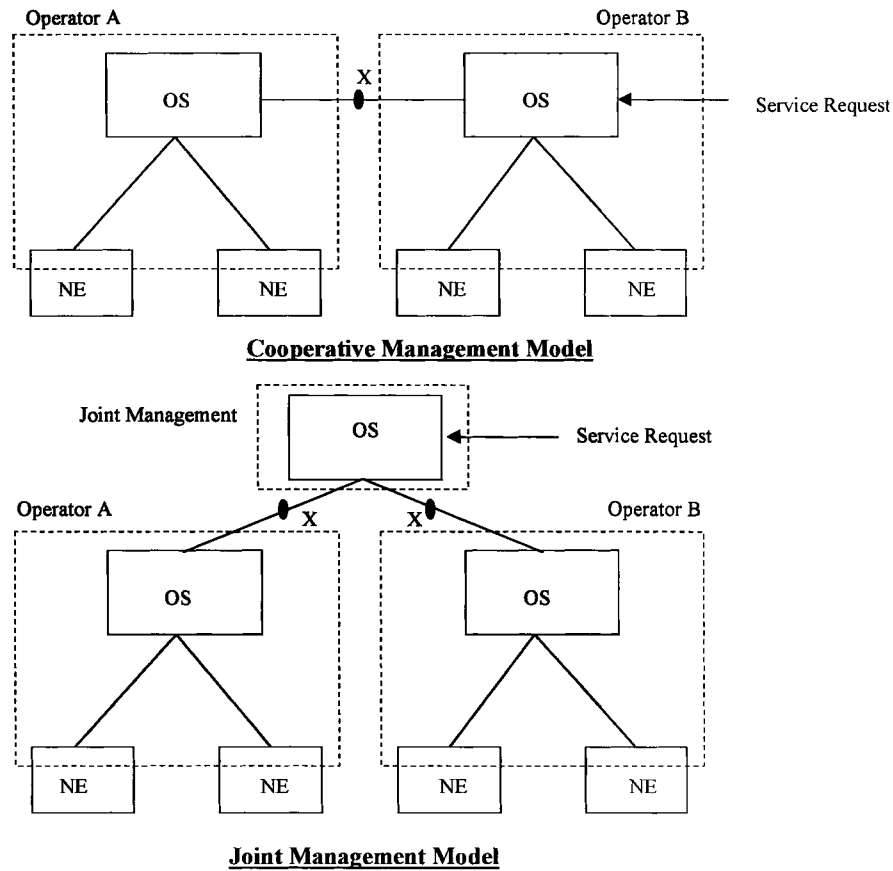 Operator A
Operator B
X
OS
OS
Service Request
NE
NE
NE
NE
Cooperative Management Model
Joint Management
OS
Service Request
Operator A
X
X
Operator B
OS
OS
NE
NE
NE
NE
Joint Management Model